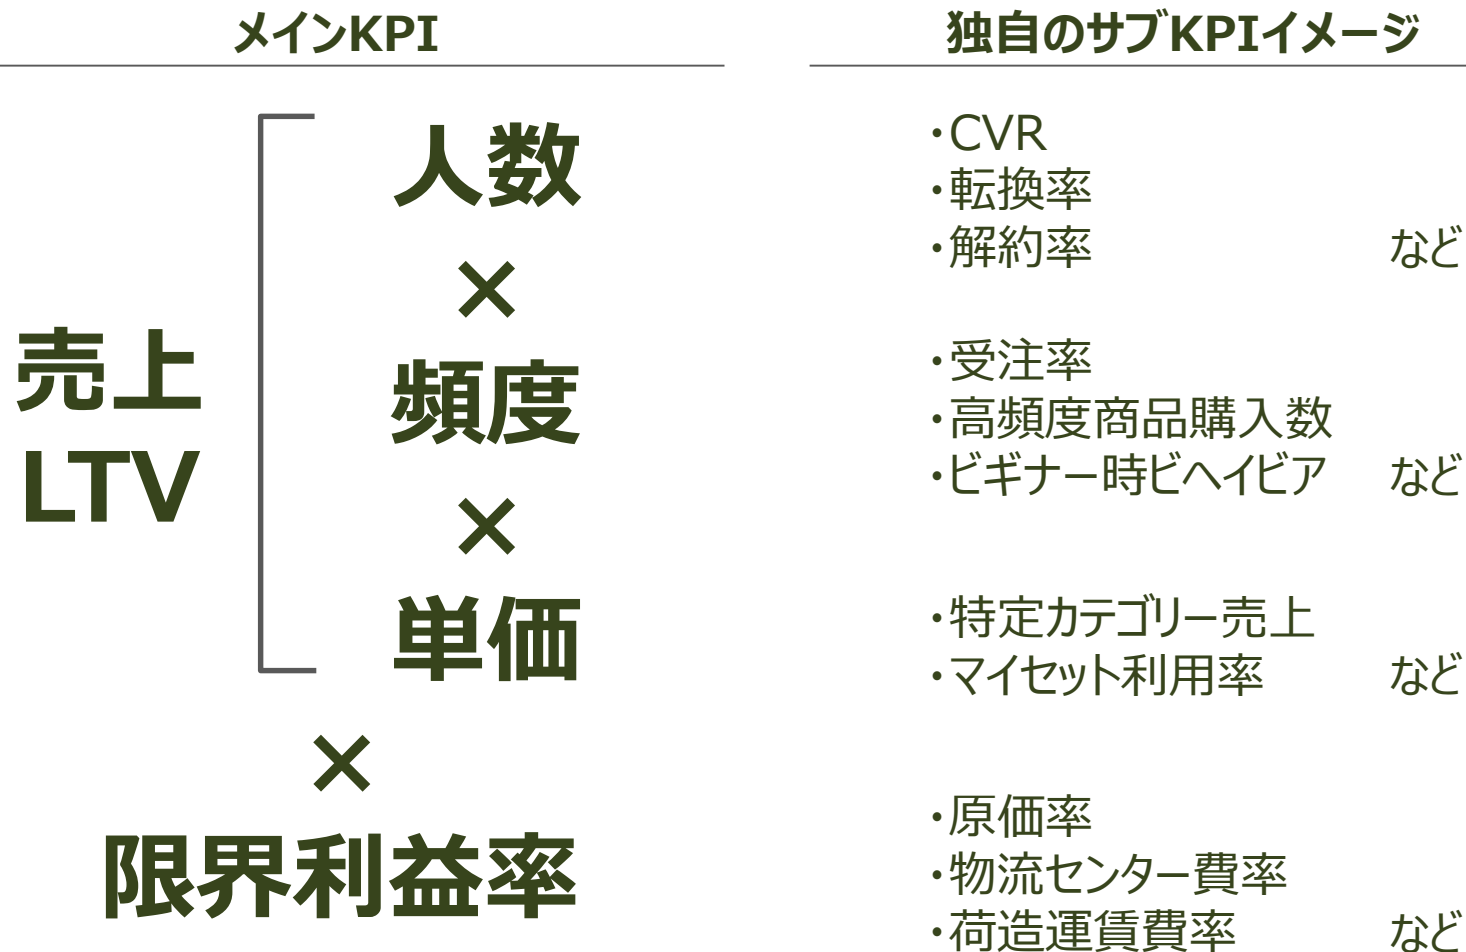 メインKPI
売上
LTV
人数
×
頻度
×
単価
×
限界利益率
独自のサブKPIイメージ
・CVR
・転換率
・解約率 など
・受注率
・高頻度商品購入数
・ビギナー時ビヘイビア など
・特定カテゴリー売上
・マイセット利用率 など
・原価率
・物流センター費率
・荷造運賃費率 など